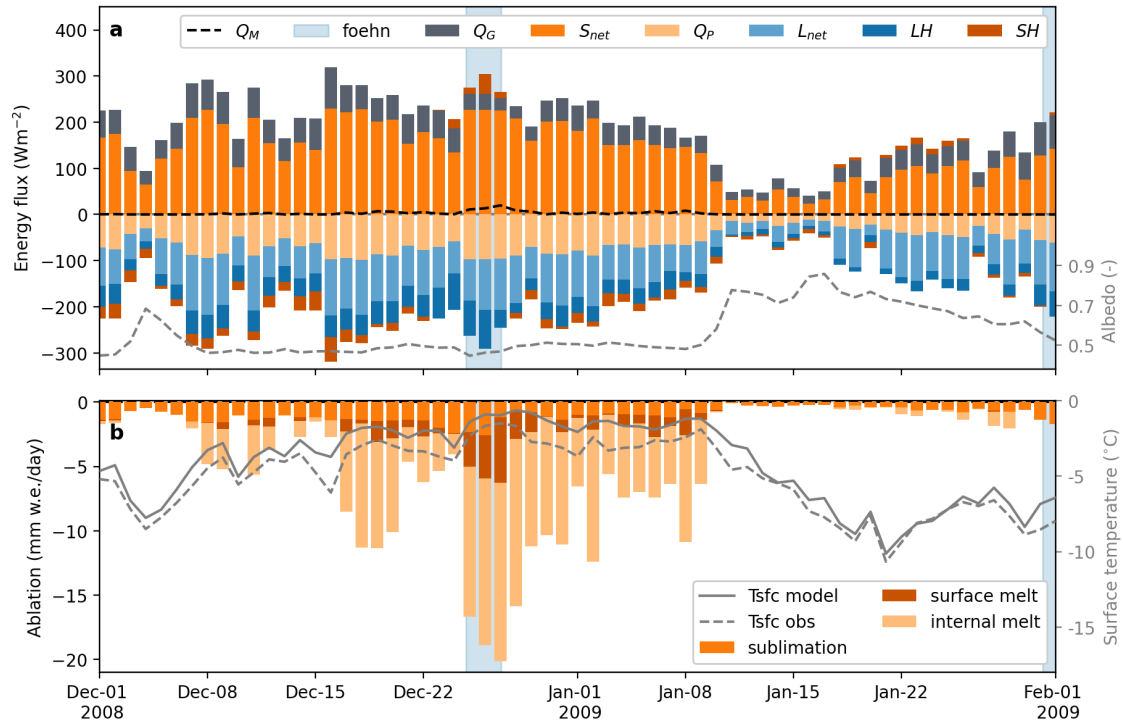 a
Q_M foehn Q_G S_net Q_P L_net LH SH
Energy flux (Wm⁻²)
400
300
200
100
0
−100
−200
−300
0.9
0.7
0.5
Albedo (-)
b
Ablation (mm w.e./day)
0
−5
−10
−15
−20
0
-5
-10
-15
Surface temperature (˚C)
Tsfc model surface melt
Tsfc obs internal melt
sublimation
Dec-01 Dec-08 Dec-15 Dec-22 Jan-01 Jan-08 Jan-15 Jan-22 Feb-01
2008 2009 2009